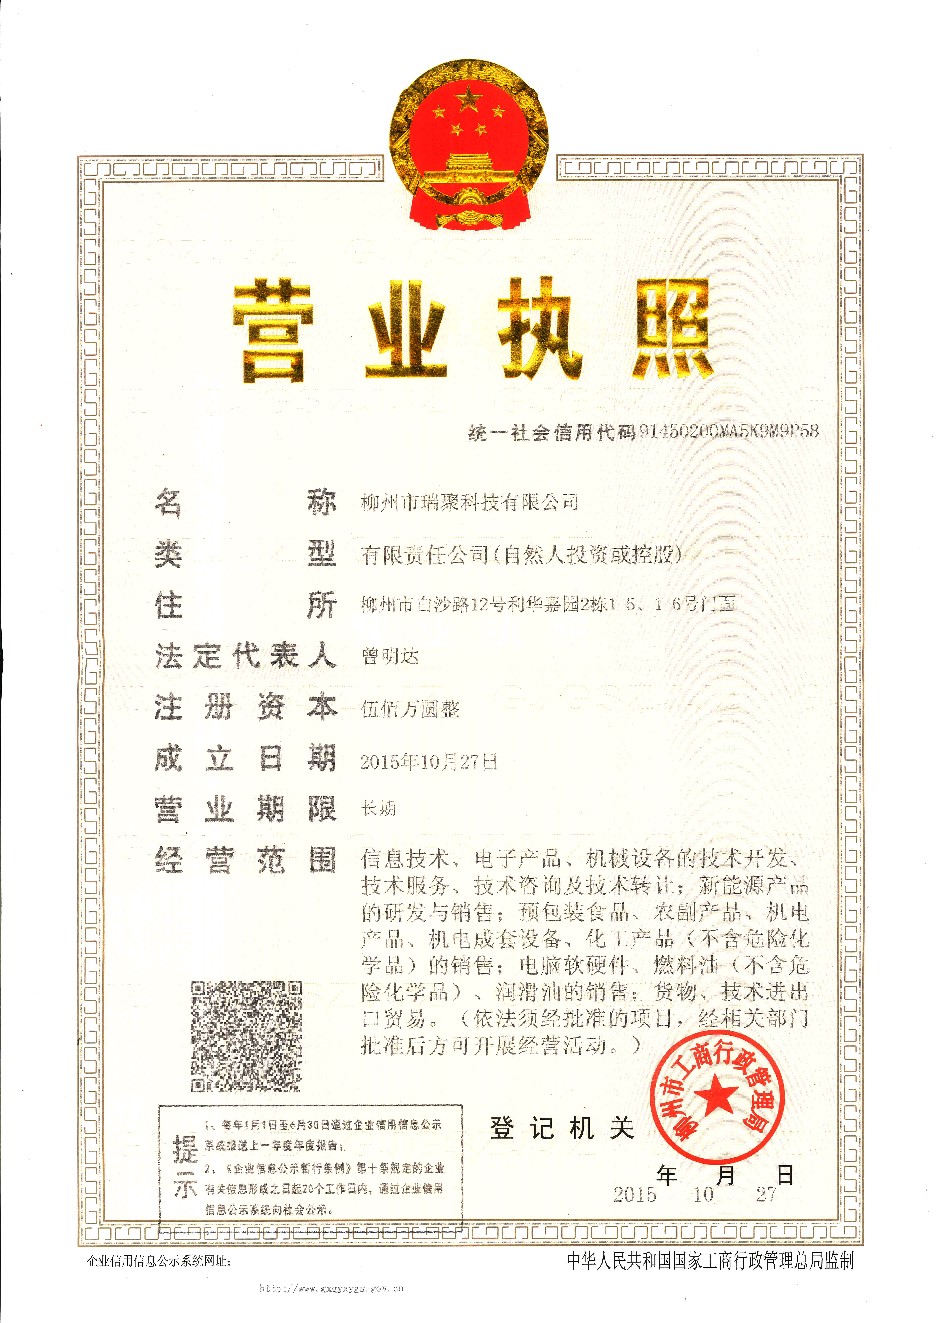 营业执照
统一社会信用代码91450200MA5K9M9P58
名称 柳州市瑞聚科技有限公司
类型 有限责任公司(自然人投资或控股)
住所 柳州市白沙路12号利华嘉园2栋1-5、1-6号门面
法定代表人 曾明达
注册资本 伍佰万圆整
成立日期 2015年10月27日
营业期限 长期
经营范围 信息技术、电子产品、机械设备的技术开发、
技术服务、技术咨询及技术转让；新能源产品
的研发与销售；预包装食品、农副产品、机电
产品、机电成套设备、化工产品（不含危险化
学品）的销售；电脑软硬件、燃料油（不含危
险化学品）、润滑油的销售；货物、技术进出
口贸易。（依法须经批准的项目，经相关部门
批准后方可开展经营活动。）
提示
1、每年1月1日至6月30日通过企业信用信息公示
系统报送上一年度年度报告；
2、《企业信息公示暂行条例》第十条规定的企业
有关信息形成之日起20个工作日内，通过企业信用
信息公示系统向社会公示。
登记机关
柳州市工商行政管理局
2015年10月27日
企业信用信息公示系统网址：
http://www.gxqyxygs.gov.cn
中华人民共和国国家工商行政管理总局监制